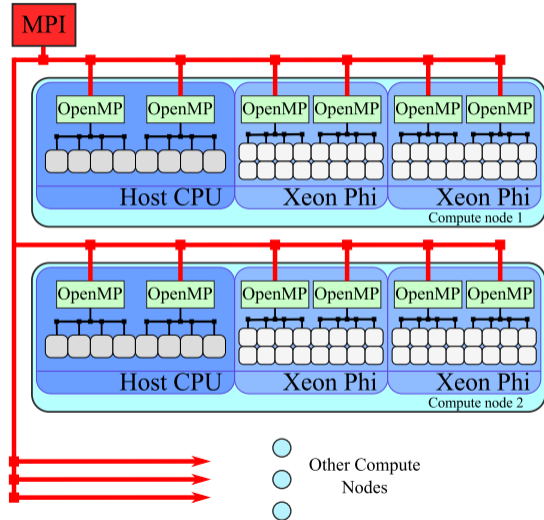 MPI
OpenMP OpenMP OpenMP OpenMP OpenMP OpenMP
Host CPU Xeon Phi Xeon Phi
Compute node 1
OpenMP OpenMP OpenMP OpenMP OpenMP OpenMP
Host CPU Xeon Phi Xeon Phi
Compute node 2
Other Compute
Nodes